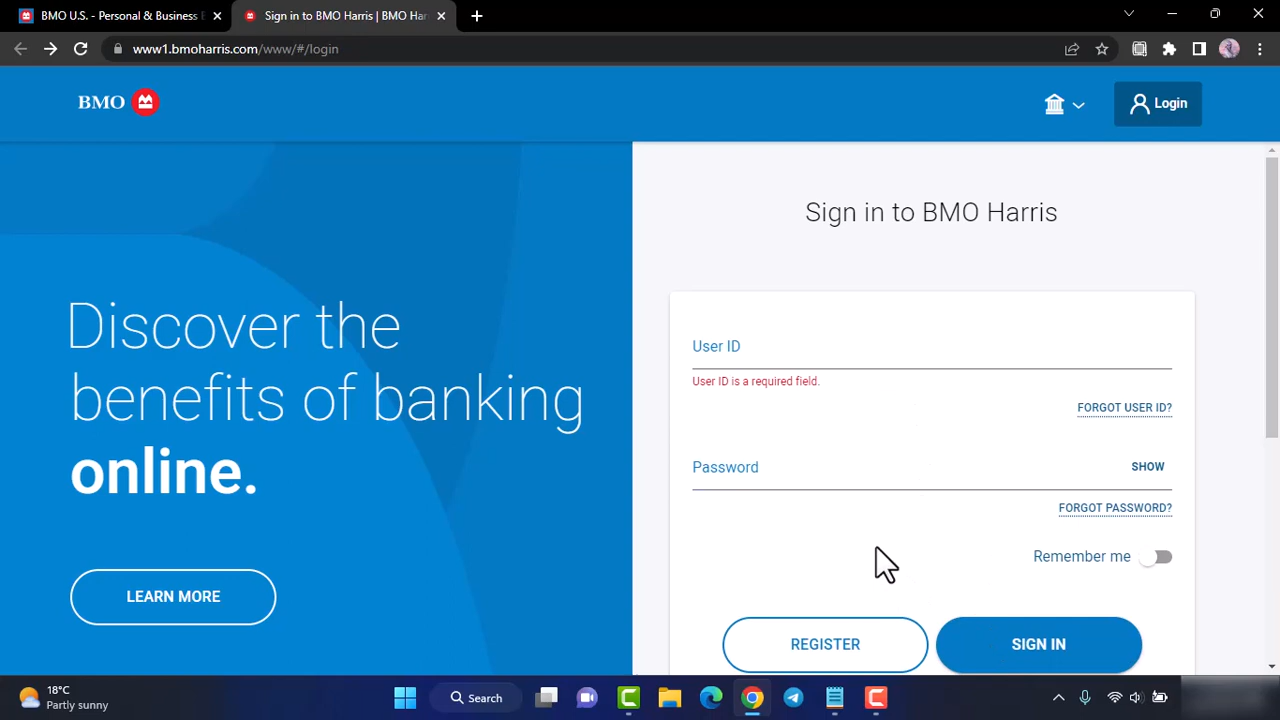 BMO U.S. - Personal & Business B
Sign in to BMO Harris | BMO Har
www1.bmoharris.com/www/#/login
BMO
Login
Sign in to BMO Harris
Discover the
benefits of banking
online.
LEARN MORE
User ID
User ID is a required field.
FORGOT USER ID?
Password
SHOW
FORGOT PASSWORD?
Remember me
REGISTER
SIGN IN
18°C
Partly sunny
Search